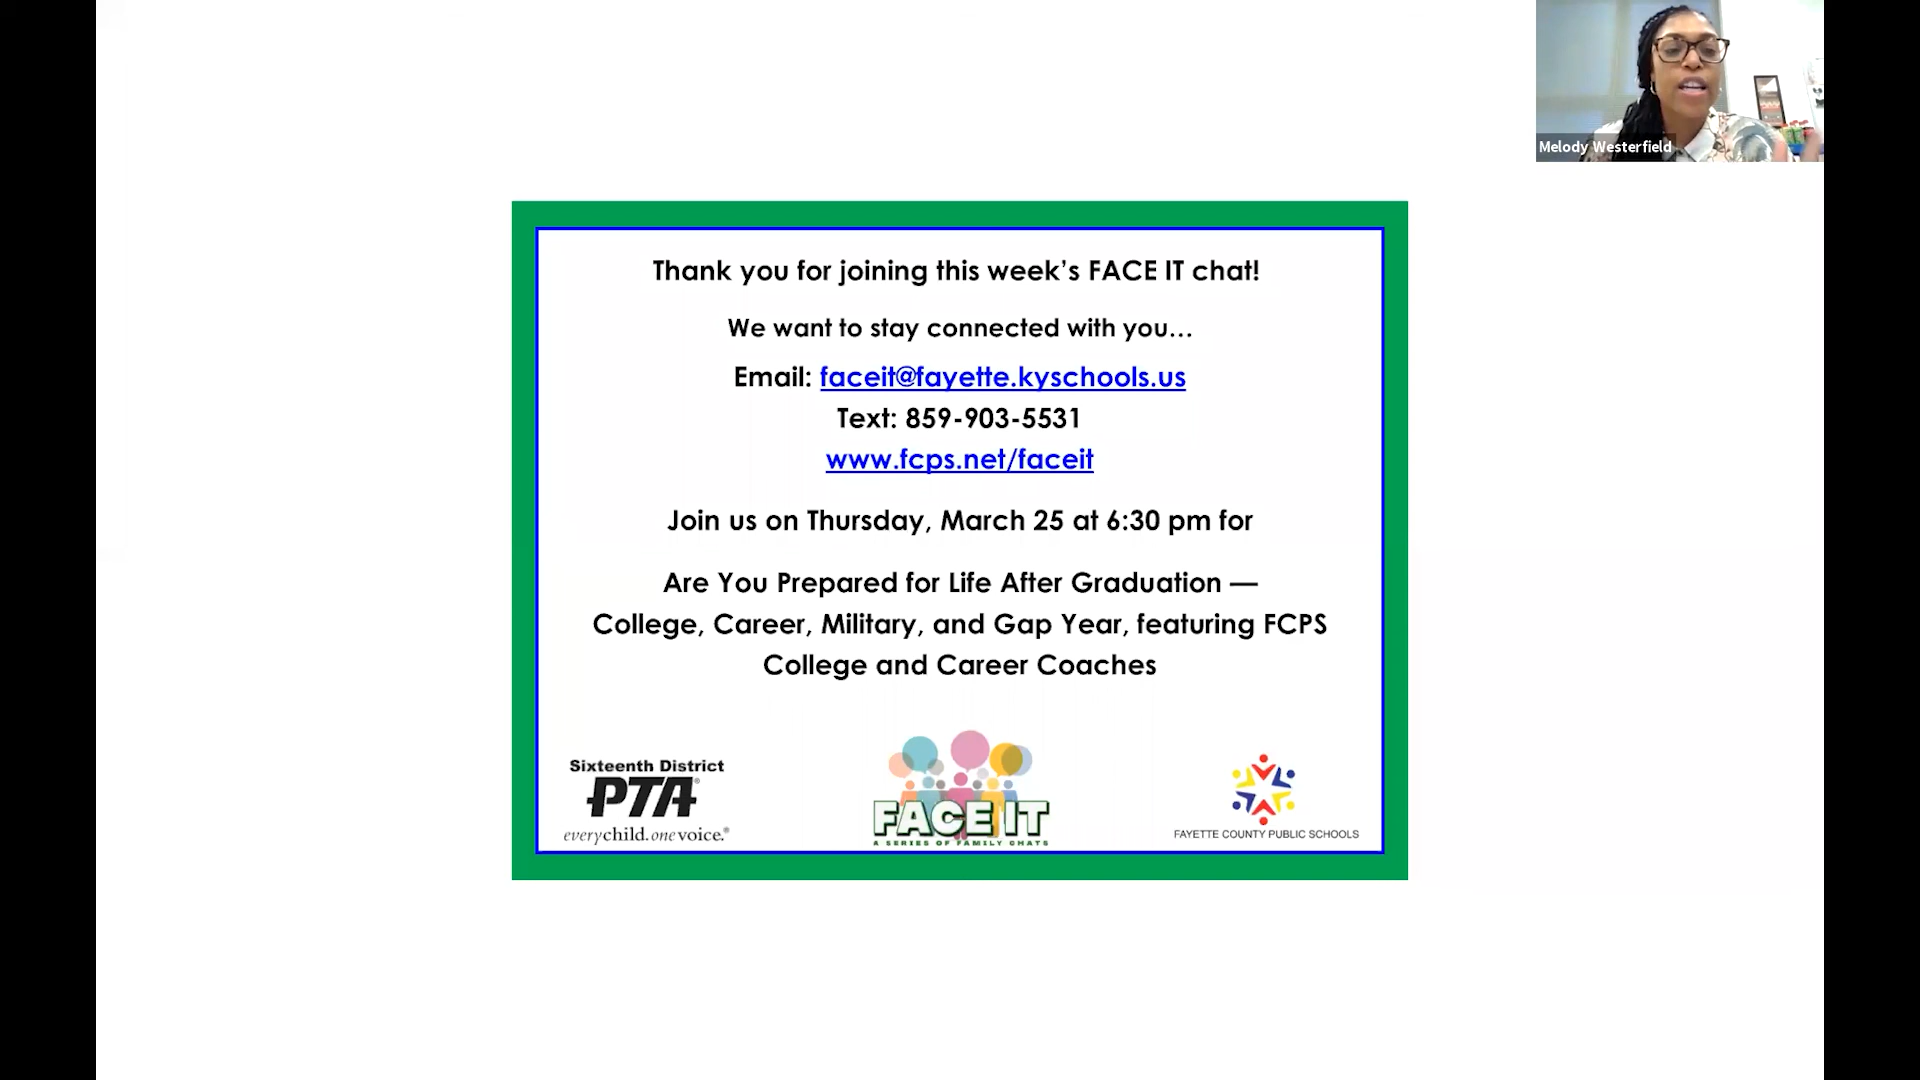 Melody Westerfield
Thank you for joining this week’s FACE IT chat!
We want to stay connected with you…
Email: faceit@fayette.kyschools.us
Text: 859-903-5531
www.fcps.net/faceit
Join us on Thursday, March 25 at 6:30 pm for
Are You Prepared for Life After Graduation —
College, Career, Military, and Gap Year, featuring FCPS
College and Career Coaches
Sixteenth District
PTA®
everychild.onevoice.®
FACE IT
A SERIES OF FAMILY CHATS
FAYETTE COUNTY PUBLIC SCHOOLS